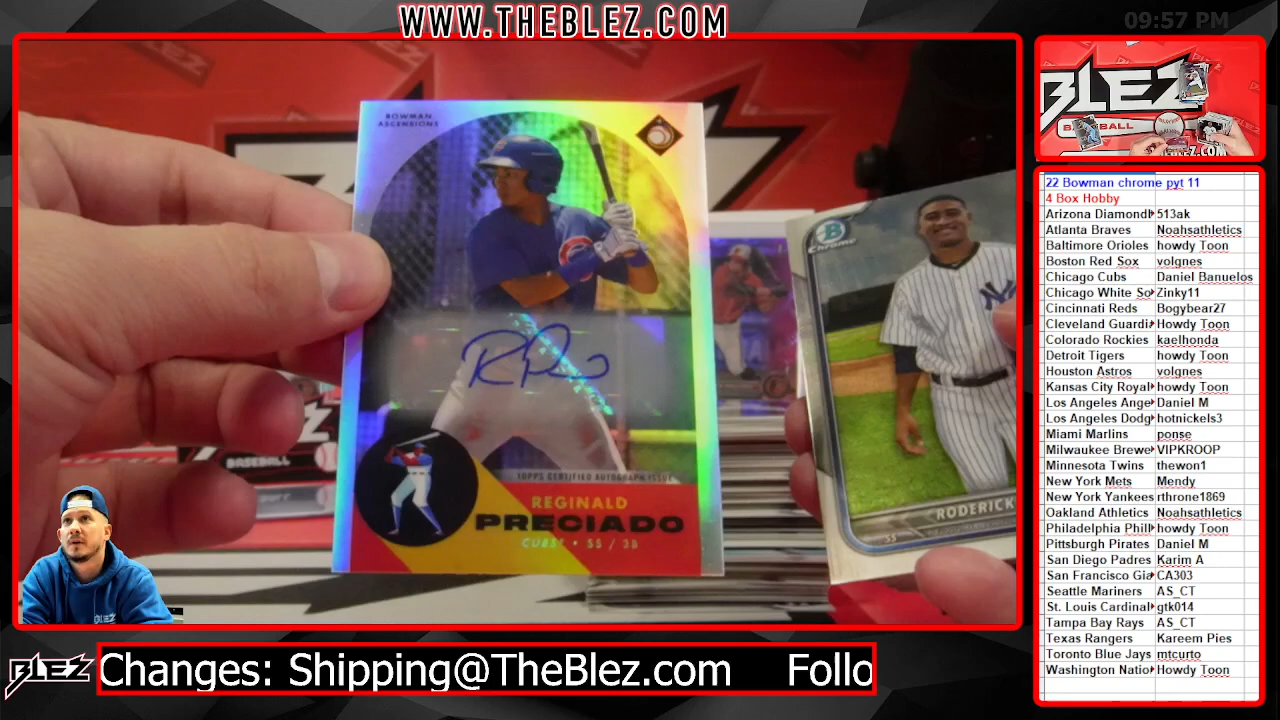 WWW.THEBLEZ.COM
09:57 PM
BOWMAN
ASCENSIONS
TOPPS CERTIFIED AUTOGRAPH ISSUE
REGINALD
PRECIADO
CUBS • SS / 3B
B
Chrome
RODERICK
SS
BASEBALL
BLEZ
BASEBALL
22 Bowman chrome pyt 11
4 Box Hobby
Arizona Diamond 513ak
Atlanta Braves Noahsathletics
Baltimore Orioles howdy Toon
Boston Red Sox volgnes
Chicago Cubs Daniel Banuelos
Chicago White So Zinky11
Cincinnati Reds Bogybear27
Cleveland Guardi Howdy Toon
Colorado Rockies kaelhonda
Detroit Tigers howdy Toon
Houston Astros volgnes
Kansas City Royal howdy Toon
Los Angeles Ange Daniel M
Los Angeles Dodg hotnickels3
Miami Marlins ponse
Milwaukee Brewe VIPKROOP
Minnesota Twins thewon1
New York Mets Mendy
New York Yankees rthrone1869
Oakland Athletics Noahsathletics
Philadelphia Phill howdy Toon
Pittsburgh Pirates Daniel M
San Diego Padres Karim A
San Francisco Gia CA303
Seattle Mariners AS_CT
St. Louis Cardinal gtk014
Tampa Bay Rays AS_CT
Texas Rangers Kareem Pies
Toronto Blue Jays mtcurto
Washington Natio Howdy Toon
BLEZ
Changes: Shipping@TheBlez.com Follo